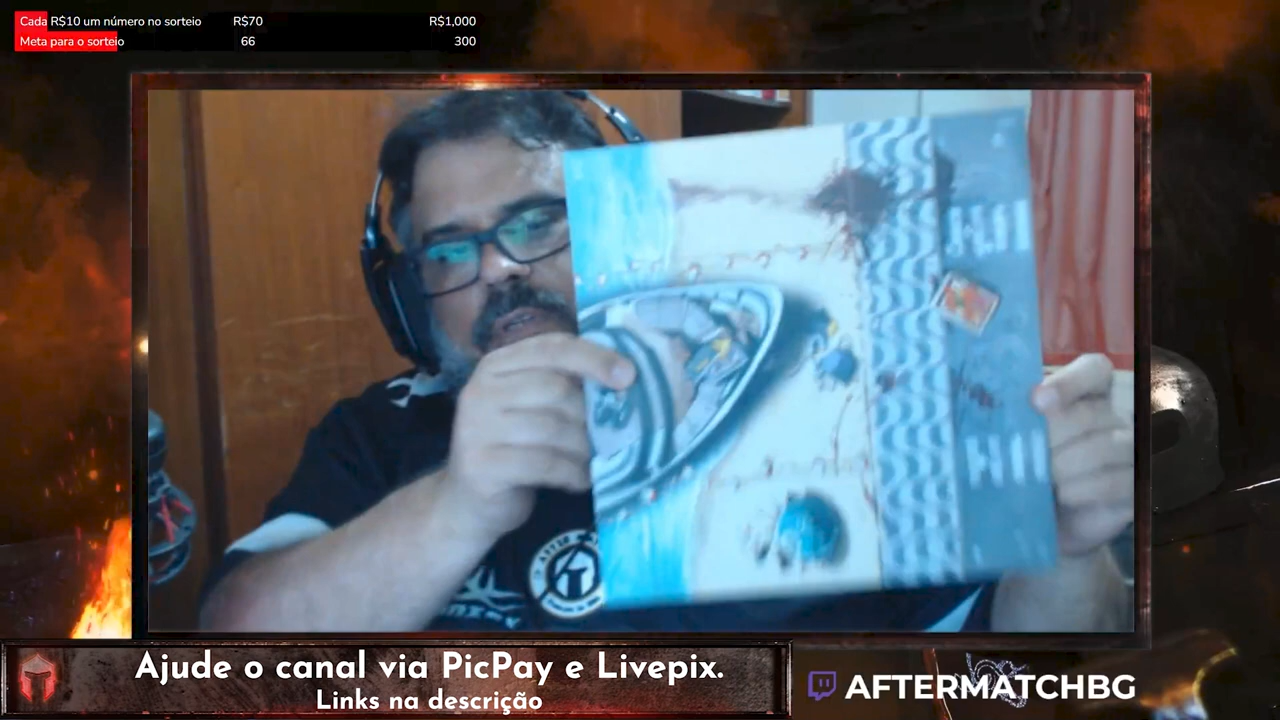 Cada R$10 um número no sorteio R$70 R$1,000
Meta para o sorteio 66 300
Ajude o canal via PicPay e Livepix.
Links na descrição
AFTERMATCHBG